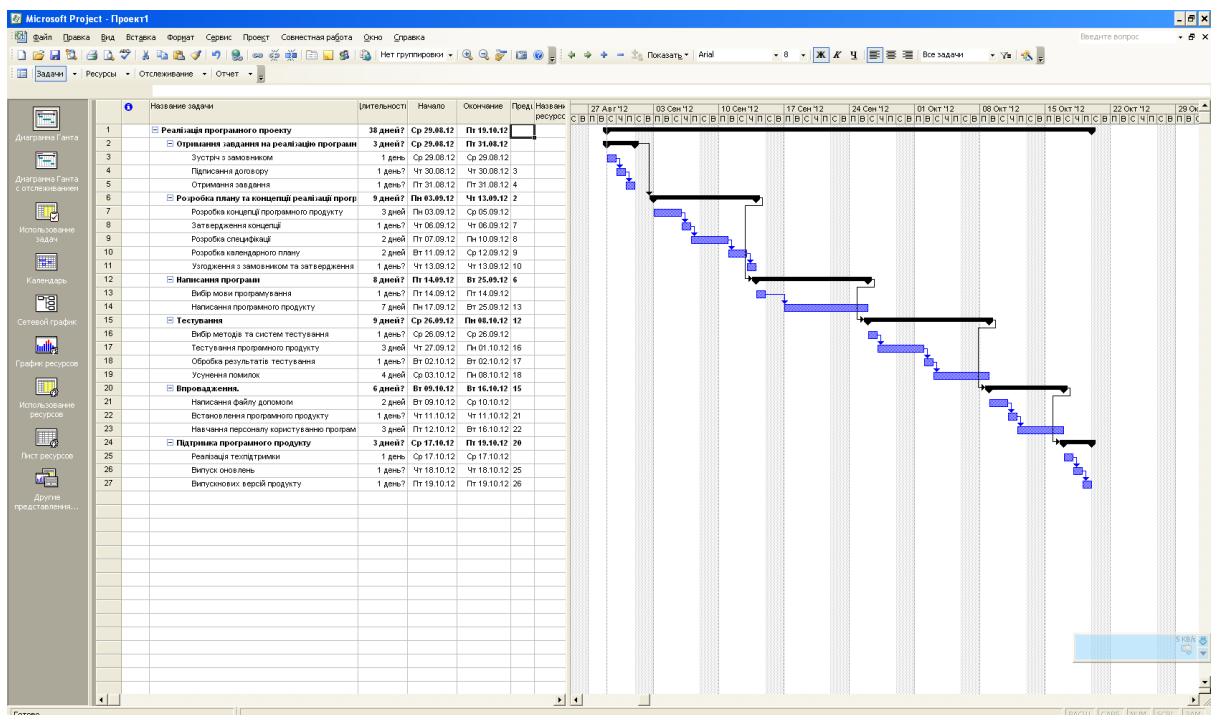 Microsoft Project - Проект1
Файл Правка Вид Вставка Формат Сервис Проект Совместная работа Окно Справка Введите вопрос
Нет группировки Показать Arial 8 Ж К Ч Все задачи
Задачи Ресурсы Отслеживание Отчет
Название задачи Длительность Начало Окончание Предш Названи
ресурсс
27 Авг '12 03 Сен '12 10 Сен '12 17 Сен '12 24 Сен '12 01 Окт '12 08 Окт '12 15 Окт '12 22 Окт '12 29 Ок
С В П В С Ч П С В П В С Ч П С В П В С Ч П С В П В С Ч П С В П В С Ч П С В П В С Ч П С В П В С Ч П С В П В С Ч П С В П В С Ч П С В П В С
1 Реалізація програмного проекту 38 дней? Ср 29.08.12 Пт 19.10.12
2 Отримання завдання на реалізацію програмн 3 дней? Ср 29.08.12 Пт 31.08.12
3 Зустріч з замовником 1 день Ср 29.08.12 Ср 29.08.12
4 Підписання договору 1 день? Чт 30.08.12 Чт 30.08.12 3
5 Отримання завдання 1 день? Пт 31.08.12 Пт 31.08.12 4
6 Розробка плану та концепції реалізації прогр 9 дней? Пн 03.09.12 Чт 13.09.12 2
7 Розробка концепції програмного продукту 3 дней Пн 03.09.12 Ср 05.09.12
8 Затвердження концепції 1 день? Чт 06.09.12 Чт 06.09.12 7
9 Розробка специфікації 2 дней Пт 07.09.12 Пн 10.09.12 8
10 Розробка календарного плану 2 дней Вт 11.09.12 Ср 12.09.12 9
11 Узгодження з замовником та затвердження 1 день? Чт 13.09.12 Чт 13.09.12 10
12 Написання програми 8 дней? Пт 14.09.12 Вт 25.09.12 6
13 Вибір мови програмування 1 день? Пт 14.09.12 Пт 14.09.12
14 Написання програмного продукту 7 дней Пн 17.09.12 Вт 25.09.12 13
15 Тестування 9 дней? Ср 26.09.12 Пн 08.10.12 12
16 Вибір методів та систем тестування 1 день? Ср 26.09.12 Ср 26.09.12
17 Тестування програмного продукту 3 дней Чт 27.09.12 Пн 01.10.12 16
18 Обробка результатів тестування 1 день? Вт 02.10.12 Вт 02.10.12 17
19 Усунення помилок 4 дней Ср 03.10.12 Пн 08.10.12 18
20 Впровадження. 6 дней? Вт 09.10.12 Вт 16.10.12 15
21 Написання файлу допомоги 2 дней Вт 09.10.12 Ср 10.10.12
22 Встановлення програмного продукту 1 день? Чт 11.10.12 Чт 11.10.12 21
23 Навчання персоналу користуванню програм 3 дней Пт 12.10.12 Вт 16.10.12 22
24 Підтримка програмного продукту 3 дней? Ср 17.10.12 Пт 19.10.12 20
25 Реалізація техпідтримки 1 день Ср 17.10.12 Ср 17.10.12
26 Випуск оновлень 1 день? Чт 18.10.12 Чт 18.10.12 25
27 Випускнових версій продукту 1 день? Пт 19.10.12 Пт 19.10.12 26
Диаграмма Ганта
Диаграмма Ганта
с отслеживанием
Использование
задач
Календарь
Сетевой график
График ресурсов
Использование
ресурсов
Лист ресурсов
Другие
представления...
5 KB/s
Готово
РАСШ CAPS NUM SCRL ЗАМ